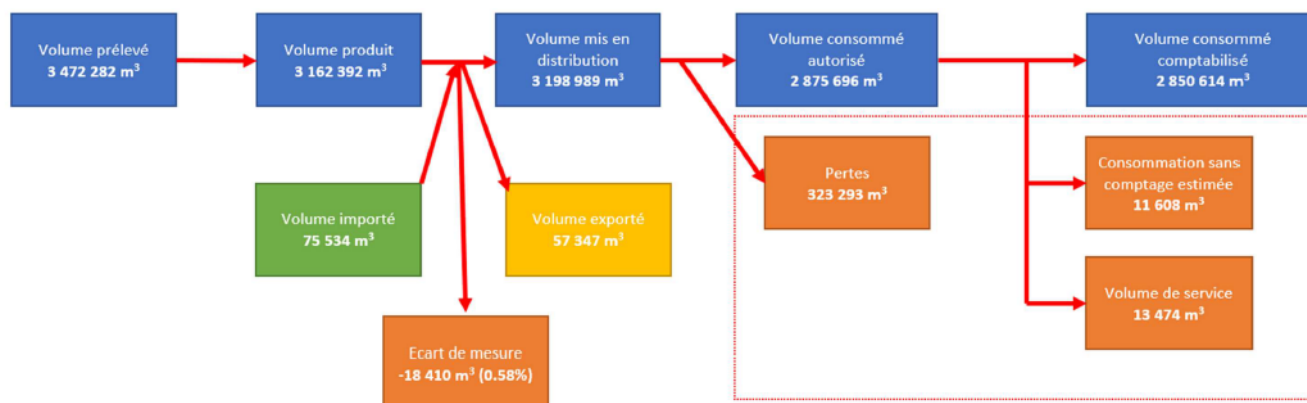 Volume prélevé
3 472 282 m³
Volume produit
3 162 392 m³
Volume mis en
distribution
3 198 989 m³
Volume consommé
autorisé
2 875 696 m³
Volume consommé
comptabilisé
2 850 614 m³
Pertes
323 293 m³
Consommation sans
comptage estimée
11 608 m³
Volume importé
75 534 m³
Volume exporté
57 347 m³
Volume de service
13 474 m³
Ecart de mesure
-18 410 m³ (0.58%)